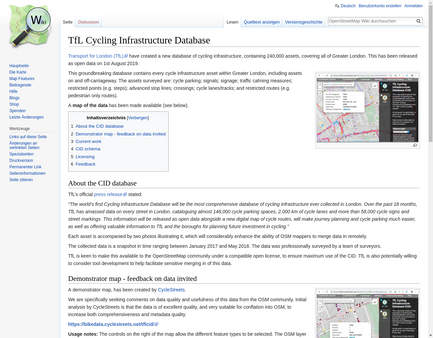 Deutsch Benutzerkonto erstellen Anmelden
Seite Diskussion Lesen Quelltext anzeigen Versionsgeschichte OpenStreetMap Wiki durchsuchen
Wiki
TfL Cycling Infrastructure Database
Transport for London (TfL) have created a new database of cycling infrastructure, containing 240,000 assets, covering all of Greater London. This has been released
as open data on 1st August 2019.
This groundbreaking database contains every cycle infrastructure asset within Greater London, including assets
on and off-carriageway. The assets surveyed are: cycle parking; signals; signage; traffic calming measures;
restricted points (e.g. steps); advanced stop lines; crossings; cycle lanes/tracks; and restricted routes (e.g.
pedestrian only routes).
A map of the data has been made available (see below).
Inhaltsverzeichnis [Verbergen]
1 About the CID database
2 Demonstrator map - feedback on data invited
3 Current work
4 CID schema
5 Licensing
6 Feedback
Hauptseite
Die Karte
Map Features
Beitragende
Hilfe
Blogs
Shop
Spenden
Letzte Änderungen
Werkzeuge
Links auf diese Seite
Änderungen an
verlinkten Seiten
Spezialseiten
Druckversion
Permanenter Link
Seiteninformationen
Seite zitieren
About the CID database
TfL's official press release stated:
"The world's first Cycling Infrastructure Database will be the most comprehensive database of cycling infrastructure ever collected in London. Over the past 18 months,
TfL has amassed data on every street in London, cataloguing almost 146,000 cycle parking spaces, 2,000 km of cycle lanes and more than 58,000 cycle signs and
street markings. This information will be released as open data alongside a new digital map of cycle routes, will make journey planning and cycle parking much easier,
as well as offering valuable information to TfL and the boroughs for planning future investment in cycling."
Each asset is accompanied by two photos illustrating it, which will considerably enhance the ability of OSM mappers to merge data in remotely.
The collected data is a snapshot in time ranging between January 2017 and May 2018. The data was professionally surveyed by a team of surveyors.
TfL is keen to make this available to the OpenStreetMap community under a compatible open license, to ensure maximum use of the CID. TfL is also potentially willing
to consider tool development to help facilitate sensitive merging in of this data.
Demonstrator map - feedback on data invited
A demonstrator map, has been created by CycleStreets.
We are specifically seeking comments on data quality and usefulness of this data from the OSM community. Initial
analysis by CycleStreets is that the data is of excellent quality, and very suitable for conflation into OSM, to
increase both comprehensiveness and metadata quality.
https://bikedata.cyclestreets.net/tflcid/
Usage notes: The controls on the right of the map allow the different feature types to be selected. The OSM layer